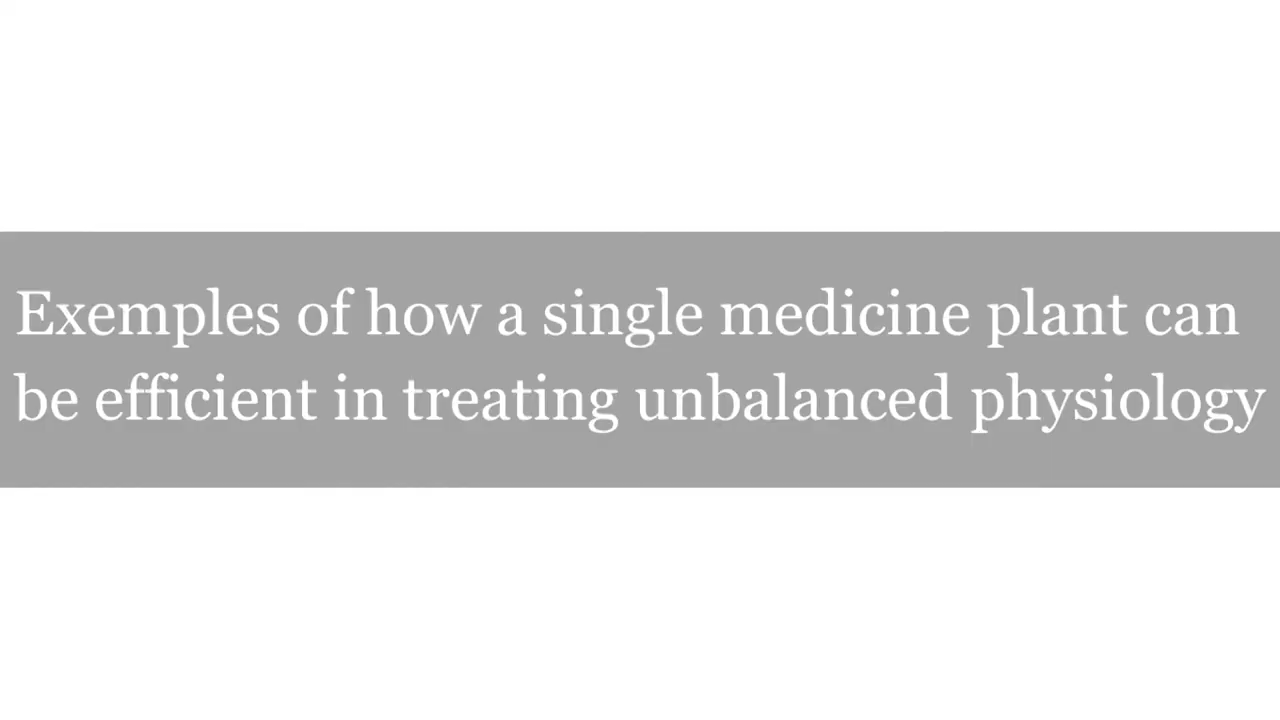 Exemples of how a single medicine plant can
be efficient in treating unbalanced physiology